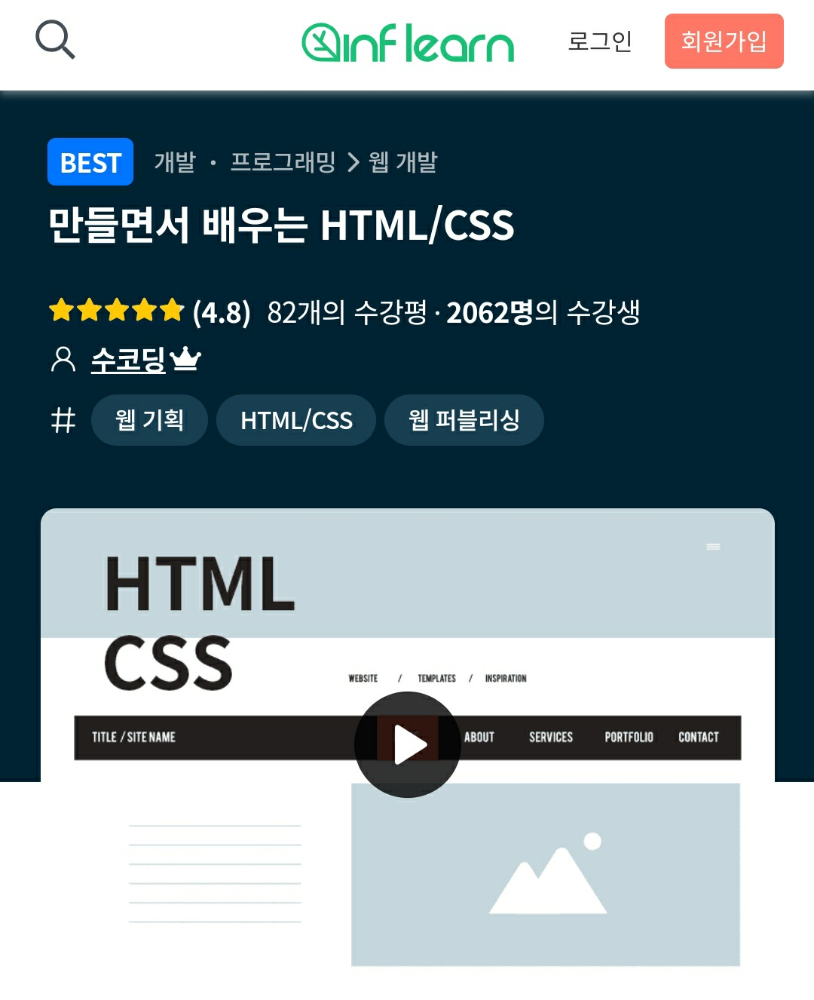 inflearn
로그인
회원가입
BEST 개발 · 프로그래밍 > 웹 개발
만들면서 배우는 HTML/CSS
(4.8) 82개의 수강평 · 2062명의 수강생
수코딩
# 웹 기획 HTML/CSS 웹 퍼블리싱
HTML
CSS
WEBSITE / TEMPLATES / INSPIRATION
TITLE / SITE NAME ABOUT SERVICES PORTFOLIO CONTACT